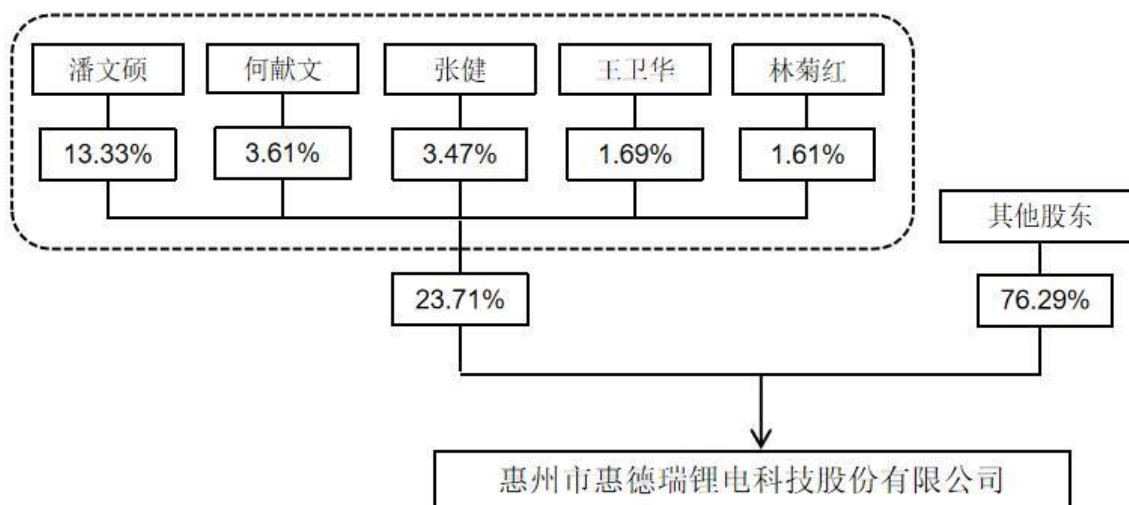 潘文硕 何献文 张健 王卫华 林菊红
13.33% 3.61% 3.47% 1.69% 1.61%
其他股东
23.71% 76.29%
惠州市惠德瑞锂电科技股份有限公司